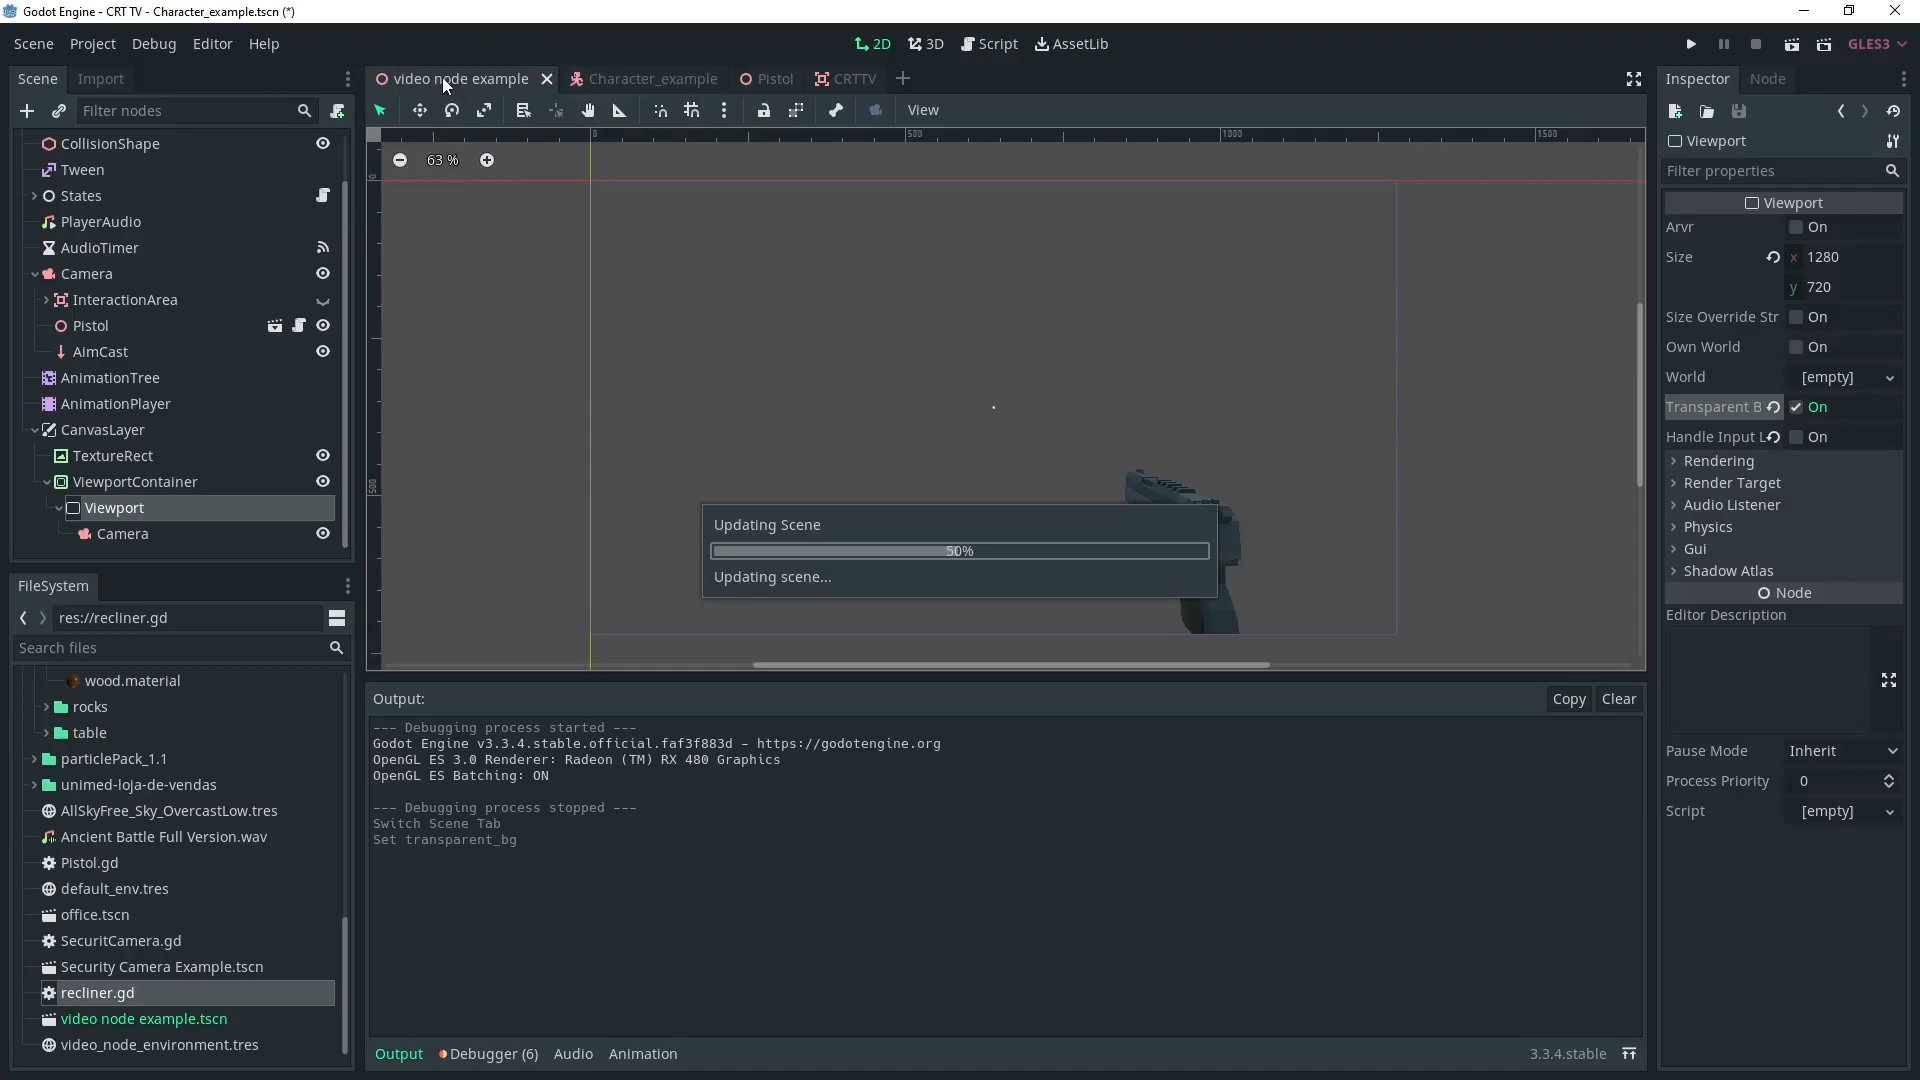 Godot Engine - CRT TV - Character_example.tscn (*)
Scene Project Debug Editor Help
2D 3D Script AssetLib
GLES3
Scene Import
Filter nodes
CollisionShape
Tween
States
PlayerAudio
AudioTimer
Camera
InteractionArea
Pistol
AimCast
AnimationTree
AnimationPlayer
CanvasLayer
TextureRect
ViewportContainer
Viewport
Camera
FileSystem
res://recliner.gd
Search files
wood.material
rocks
table
particlePack_1.1
unimed-loja-de-vendas
AllSkyFree_Sky_OvercastLow.tres
Ancient Battle Full Version.wav
Pistol.gd
default_env.tres
office.tscn
SecuritCamera.gd
Security Camera Example.tscn
recliner.gd
video node example.tscn
video_node_environment.tres
video node example Character_example Pistol CRTTV
View
0 500 1000 1500
0
500
63 %
Updating Scene
50%
Updating scene...
Output: Copy Clear
--- Debugging process started ---
Godot Engine v3.3.4.stable.official.faf3f883d - https://godotengine.org
OpenGL ES 3.0 Renderer: Radeon (TM) RX 480 Graphics
OpenGL ES Batching: ON
--- Debugging process stopped ---
Switch Scene Tab
Set transparent_bg
Output Debugger (6) Audio Animation 3.3.4.stable
Inspector Node
Viewport
Filter properties
Viewport
Arvr On
Size x 1280
y 720
Size Override Str On
Own World On
World [empty]
Transparent B On
Handle Input L On
Rendering
Render Target
Audio Listener
Physics
Gui
Shadow Atlas
Node
Editor Description
Pause Mode Inherit
Process Priority 0
Script [empty]